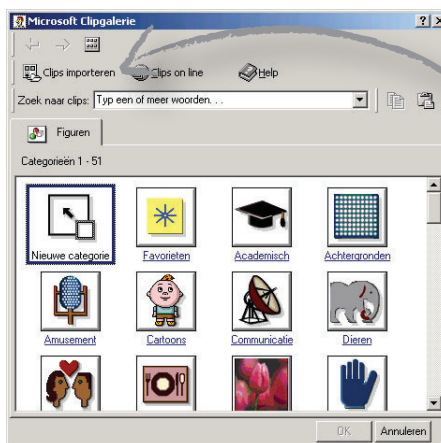 Microsoft Clipgalerie
Clips importeren Clips on line Help
Zoek naar clips: Typ een of meer woorden. . .
Figuren
Categorieën 1 - 51
Nieuwe categorie Favorieten Academisch Achtergronden
Amusement Cartoons Communicatie Dieren
OK Annuleren